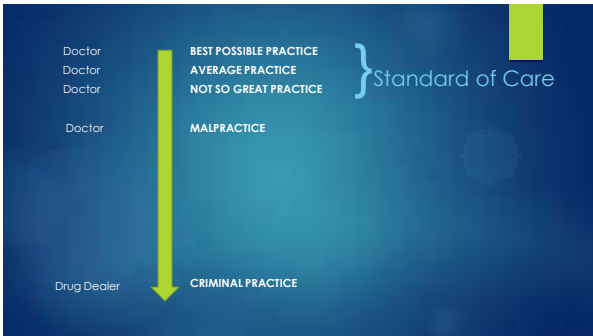 Doctor BEST POSSIBLE PRACTICE
Doctor AVERAGE PRACTICE
Doctor NOT SO GREAT PRACTICE
} Standard of Care
Doctor MALPRACTICE
Drug Dealer CRIMINAL PRACTICE